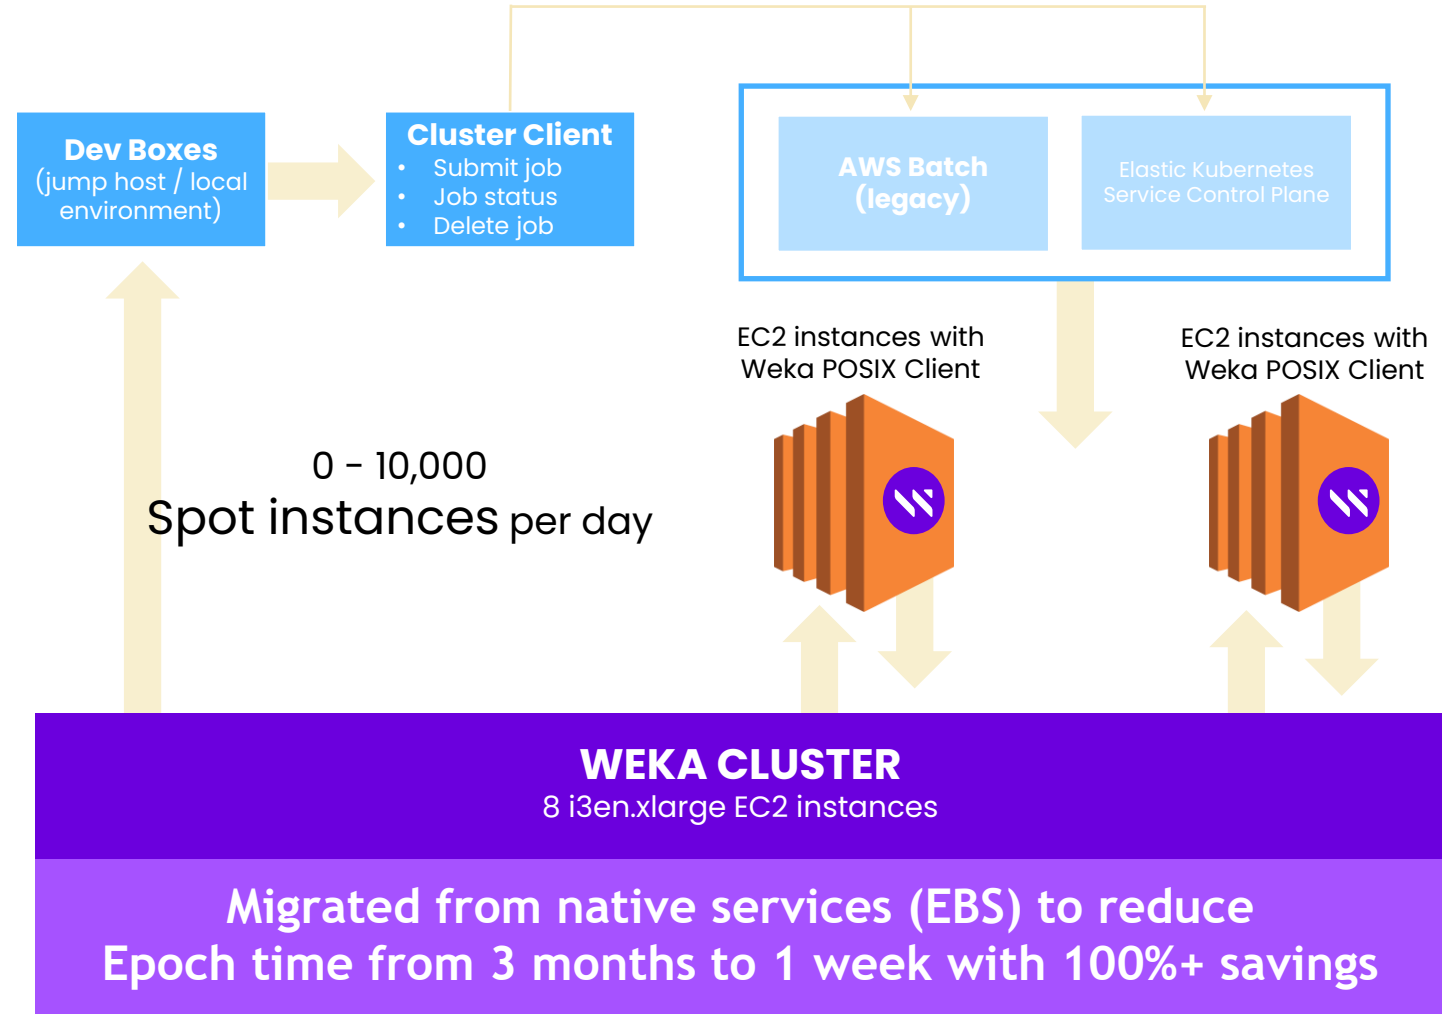 Dev Boxes
(jump host / local
environment)
Cluster Client
• Submit job
• Job status
• Delete job
AWS Batch
(legacy)
Elastic Kubernetes
Service Control Plane
EC2 instances with
Weka POSIX Client
EC2 instances with
Weka POSIX Client
0 - 10,000
Spot instances per day
WEKA CLUSTER
8 i3en.xlarge EC2 instances
Migrated from native services (EBS) to reduce
Epoch time from 3 months to 1 week with 100%+ savings